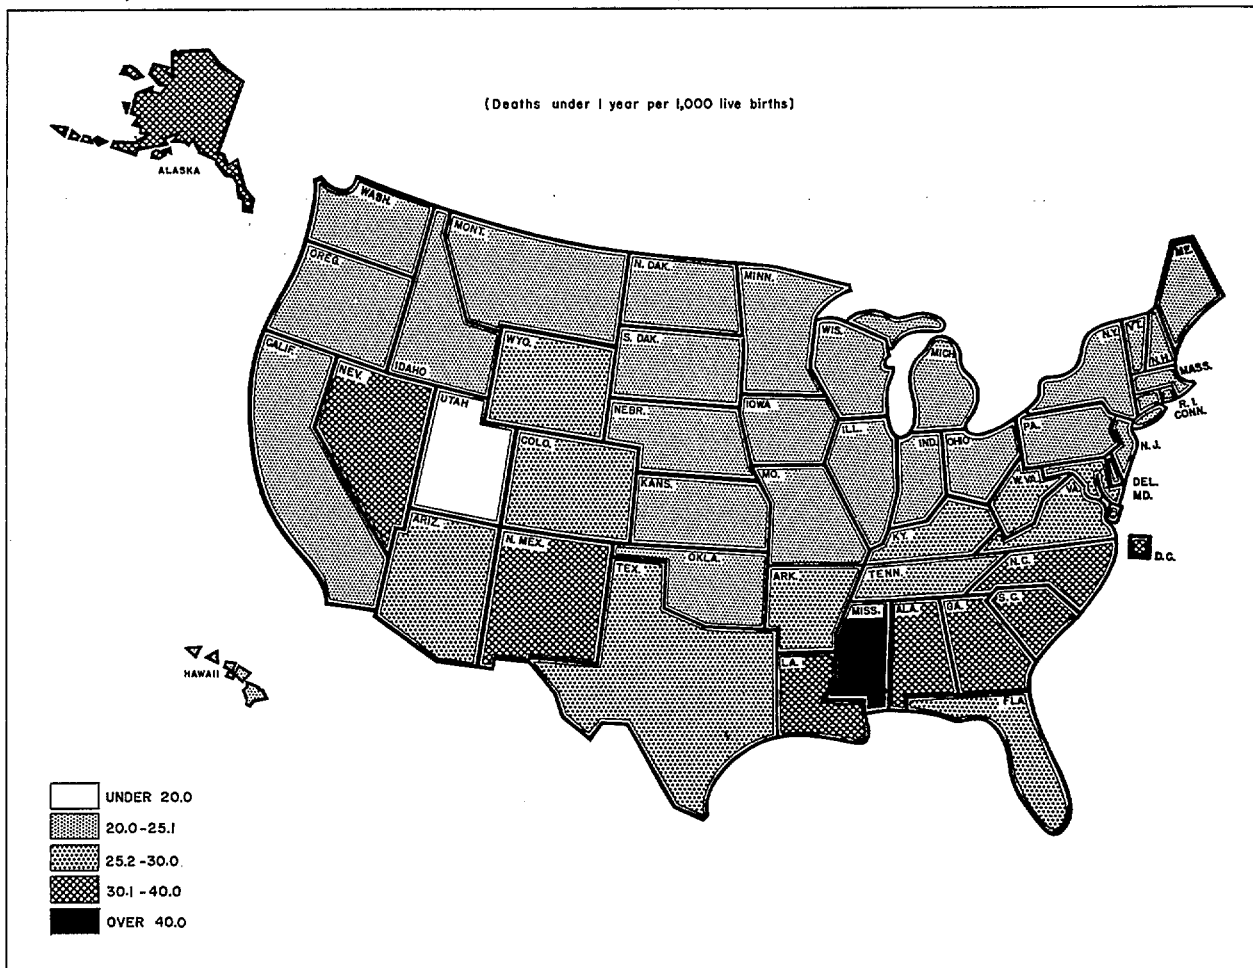 (Deaths under 1 year per 1,000 live births)
ALASKA
WASH.
OREG.
CALIF.
NEV.
IDAHO
MONT.
WYO.
UTAH
COLO.
ARIZ.
N. MEX.
N. DAK.
S. DAK.
NEBR.
KANS.
OKLA.
TEX.
MINN.
IOWA
MO.
ARK.
LA.
WIS.
ILL.
MICH.
IND.
OHIO
KY.
TENN.
MISS.
ALA.
GA.
FLA.
S.C.
N.C.
VA.
W. VA.
PA.
N.Y.
VT.
N.H.
ME.
MASS.
R.I.
CONN.
N.J.
DEL.
MD.
D.C.
HAWAII
UNDER 20.0
20.0-25.1
25.2-30.0
30.1-40.0
OVER 40.0